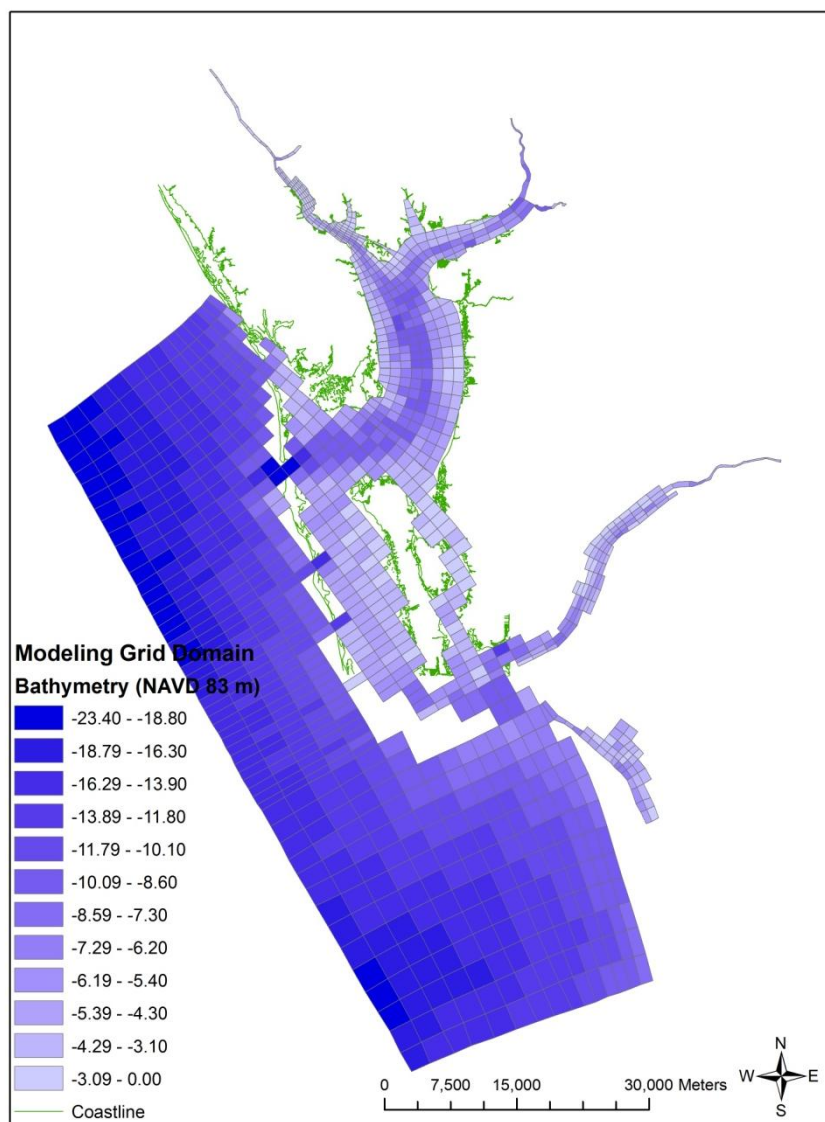 Modeling Grid Domain
Bathymetry (NAVD 83 m)
-23.40 - -18.80
-18.79 - -16.30
-16.29 - -13.90
-13.89 - -11.80
-11.79 - -10.10
-10.09 - -8.60
-8.59 - -7.30
-7.29 - -6.20
-6.19 - -5.40
-5.39 - -4.30
-4.29 - -3.10
-3.09 - 0.00
Coastline
0 7,500 15,000 30,000 Meters
N
W E
S